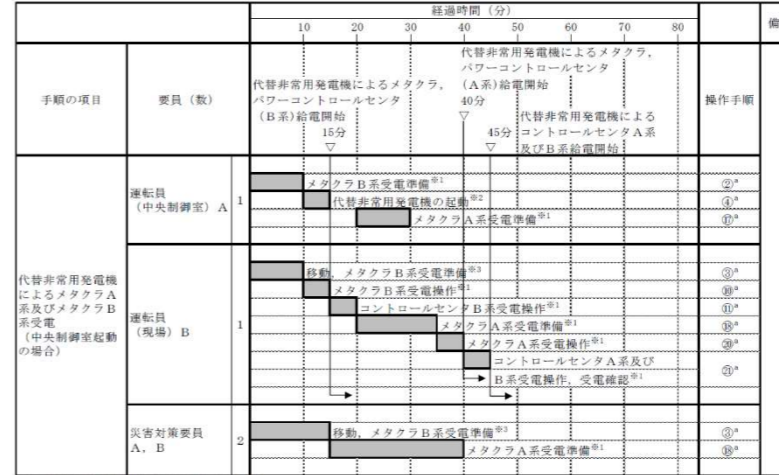 経過時間（分）
備
10 20 30 40 50 60 70 80
手順の項目
要員（数）
操作手順
代替非常用発電機によるメタクラ，
パワーコントロールセンタ
（B系）給電開始
15分
▽
代替非常用発電機によるメタクラ，
パワーコントロールセンタ
（A系）給電開始
40分
▽
代替非常用発電機による
コントロールセンタA系
及びB系給電開始
45分
▽
代替非常用発電機
によるメタクラA
系及びメタクラB
系受電
（中央制御室起動
の場合）
運転員
（中央制御室）A
1
メタクラB系受電準備※1 ②a
代替非常用発電機の起動※2 ④a
メタクラA系受電準備※1 ⑰a
運転員
（現場）B
1
移動，メタクラB系受電準備※3 ③a
メタクラB系受電操作※1 ⑩a
コントロールセンタB系受電操作※1 ⑪a
メタクラA系受電準備※1 ⑱a
メタクラA系受電操作※1 ⑳a
コントロールセンタA系及び
B系受電操作，受電確認※1 ㉑a
災害対策要員
A，B
2
移動，メタクラB系受電準備※3 ③a
メタクラA系受電準備※1 ⑱a